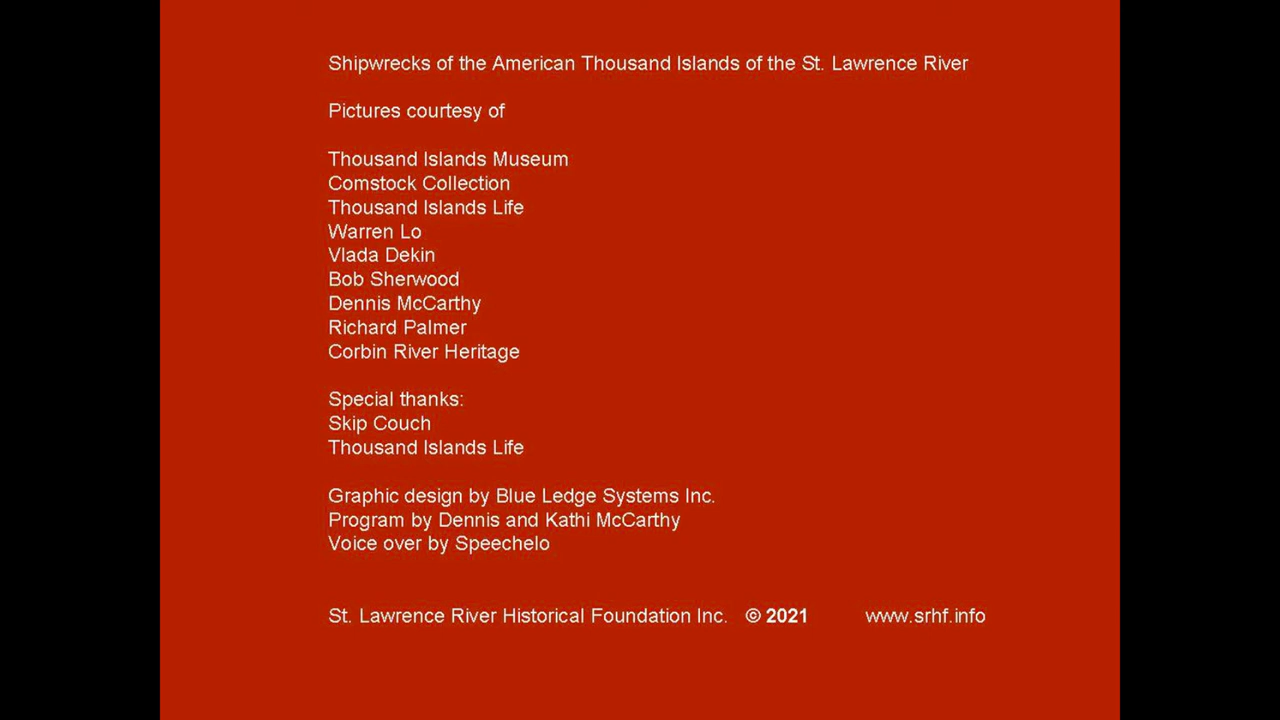 Shipwrecks of the American Thousand Islands of the St. Lawrence River
Pictures courtesy of
Thousand Islands Museum
Comstock Collection
Thousand Islands Life
Warren Lo
Vlada Dekin
Bob Sherwood
Dennis McCarthy
Richard Palmer
Corbin River Heritage
Special thanks:
Skip Couch
Thousand Islands Life
Graphic design by Blue Ledge Systems Inc.
Program by Dennis and Kathi McCarthy
Voice over by Speechelo
St. Lawrence River Historical Foundation Inc. © 2021 www.srhf.info